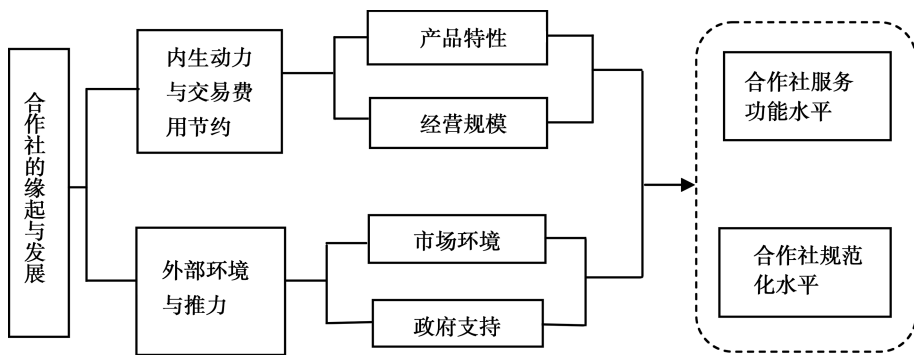 合作社的缘起与发展
内生动力
与交易费
用节约
产品特性
经营规模
外部环境
与推力
市场环境
政府支持
合作社服务
功能水平
合作社规范
化水平